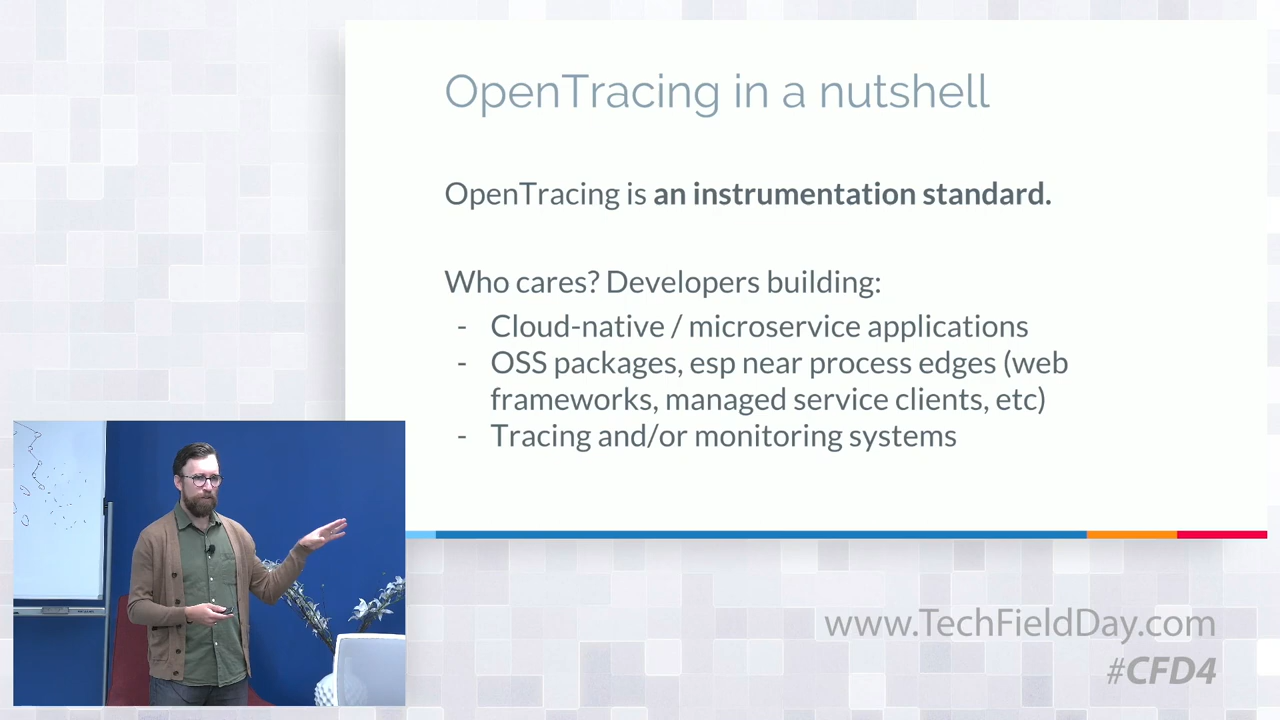 OpenTracing in a nutshell
OpenTracing is an instrumentation standard.
Who cares? Developers building:
- Cloud-native / microservice applications
- OSS packages, esp near process edges (web
frameworks, managed service clients, etc)
- Tracing and/or monitoring systems
www.TechFieldDay.com
#CFD4